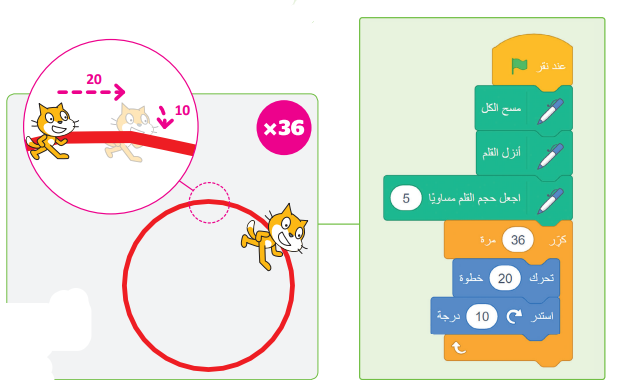 20
10
×36
عند نقر
مسح الكل
أنزل القلم
اجعل حجم القلم مساويًا 5
كرّر 36 مرة
تحرك 20 خطوة
استدر 10 درجة